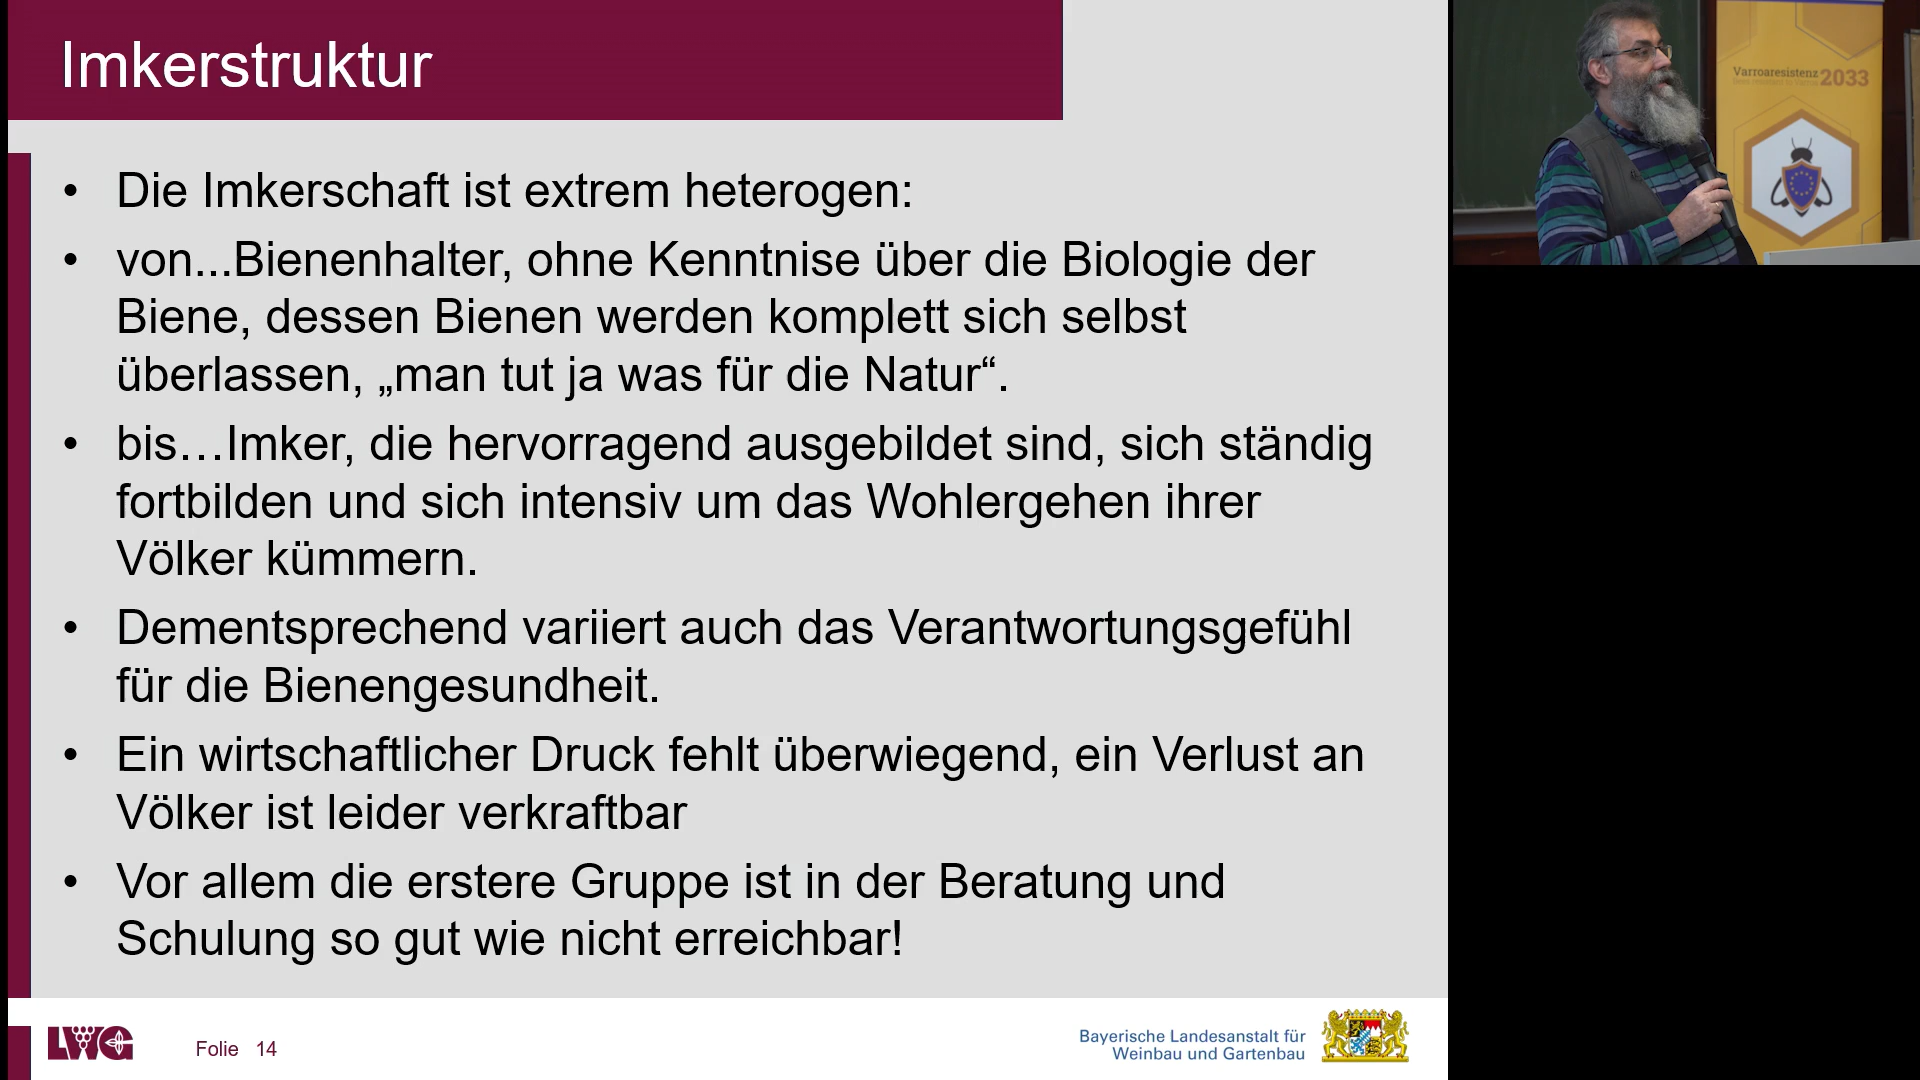 Imkerstruktur
• Die Imkerschaft ist extrem heterogen:
• von...Bienenhalter, ohne Kenntnise über die Biologie der
Biene, dessen Bienen werden komplett sich selbst
überlassen, „man tut ja was für die Natur“.
• bis…Imker, die hervorragend ausgebildet sind, sich ständig
fortbilden und sich intensiv um das Wohlergehen ihrer
Völker kümmern.
• Dementsprechend variiert auch das Verantwortungsgefühl
für die Bienengesundheit.
• Ein wirtschaftlicher Druck fehlt überwiegend, ein Verlust an
Völker ist leider verkraftbar
• Vor allem die erstere Gruppe ist in der Beratung und
Schulung so gut wie nicht erreichbar!
LWG
Folie 14
Bayerische Landesanstalt für
Weinbau und Gartenbau
Varroaresistenz 2033